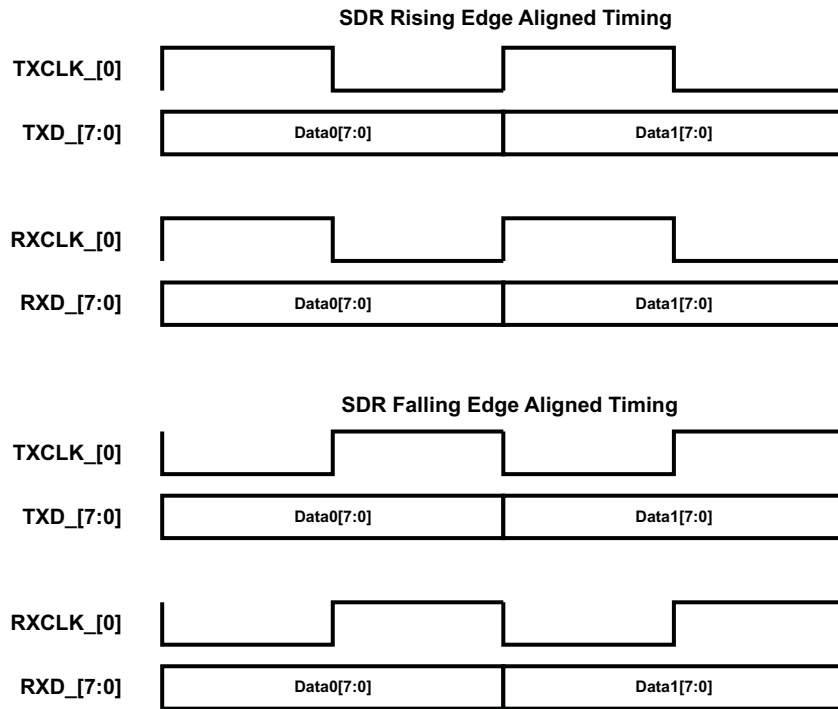 SDR Rising Edge Aligned Timing
TXCLK_[0]
TXD_[7:0] Data0[7:0] Data1[7:0]
RXCLK_[0]
RXD_[7:0] Data0[7:0] Data1[7:0]
SDR Falling Edge Aligned Timing
TXCLK_[0]
TXD_[7:0] Data0[7:0] Data1[7:0]
RXCLK_[0]
RXD_[7:0] Data0[7:0] Data1[7:0]